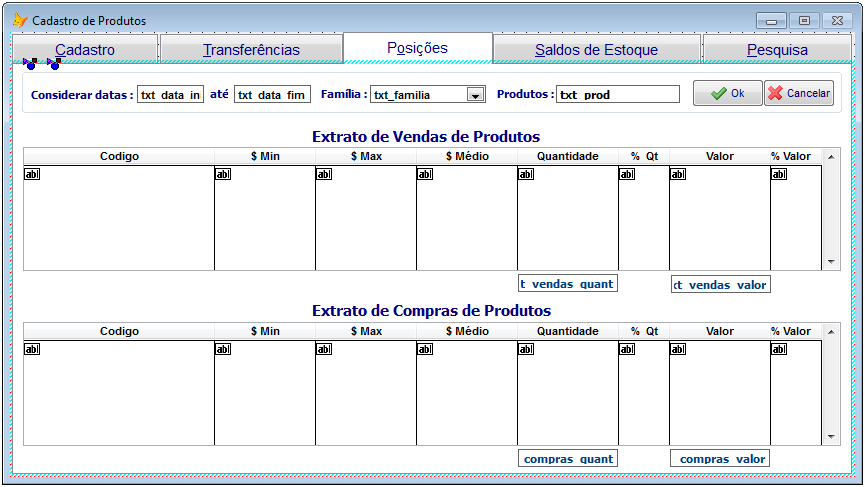 Cadastro de Produtos
Cadastro Transferências Posições Saldos de Estoque Pesquisa
Considerar datas : txt_data_in até txt_data_fim Família : txt_familia Produtos : txt_prod Ok Cancelar
Extrato de Vendas de Produtos
Codigo $ Min $ Max $ Médio Quantidade % Qt Valor % Valor
abl abl abl abl abl abl abl abl
t_vendas_quant xt_vendas_valor
Extrato de Compras de Produtos
Codigo $ Min $ Max $ Médio Quantidade % Qt Valor % Valor
abl abl abl abl abl abl abl abl
_compras_quant _compras_valor